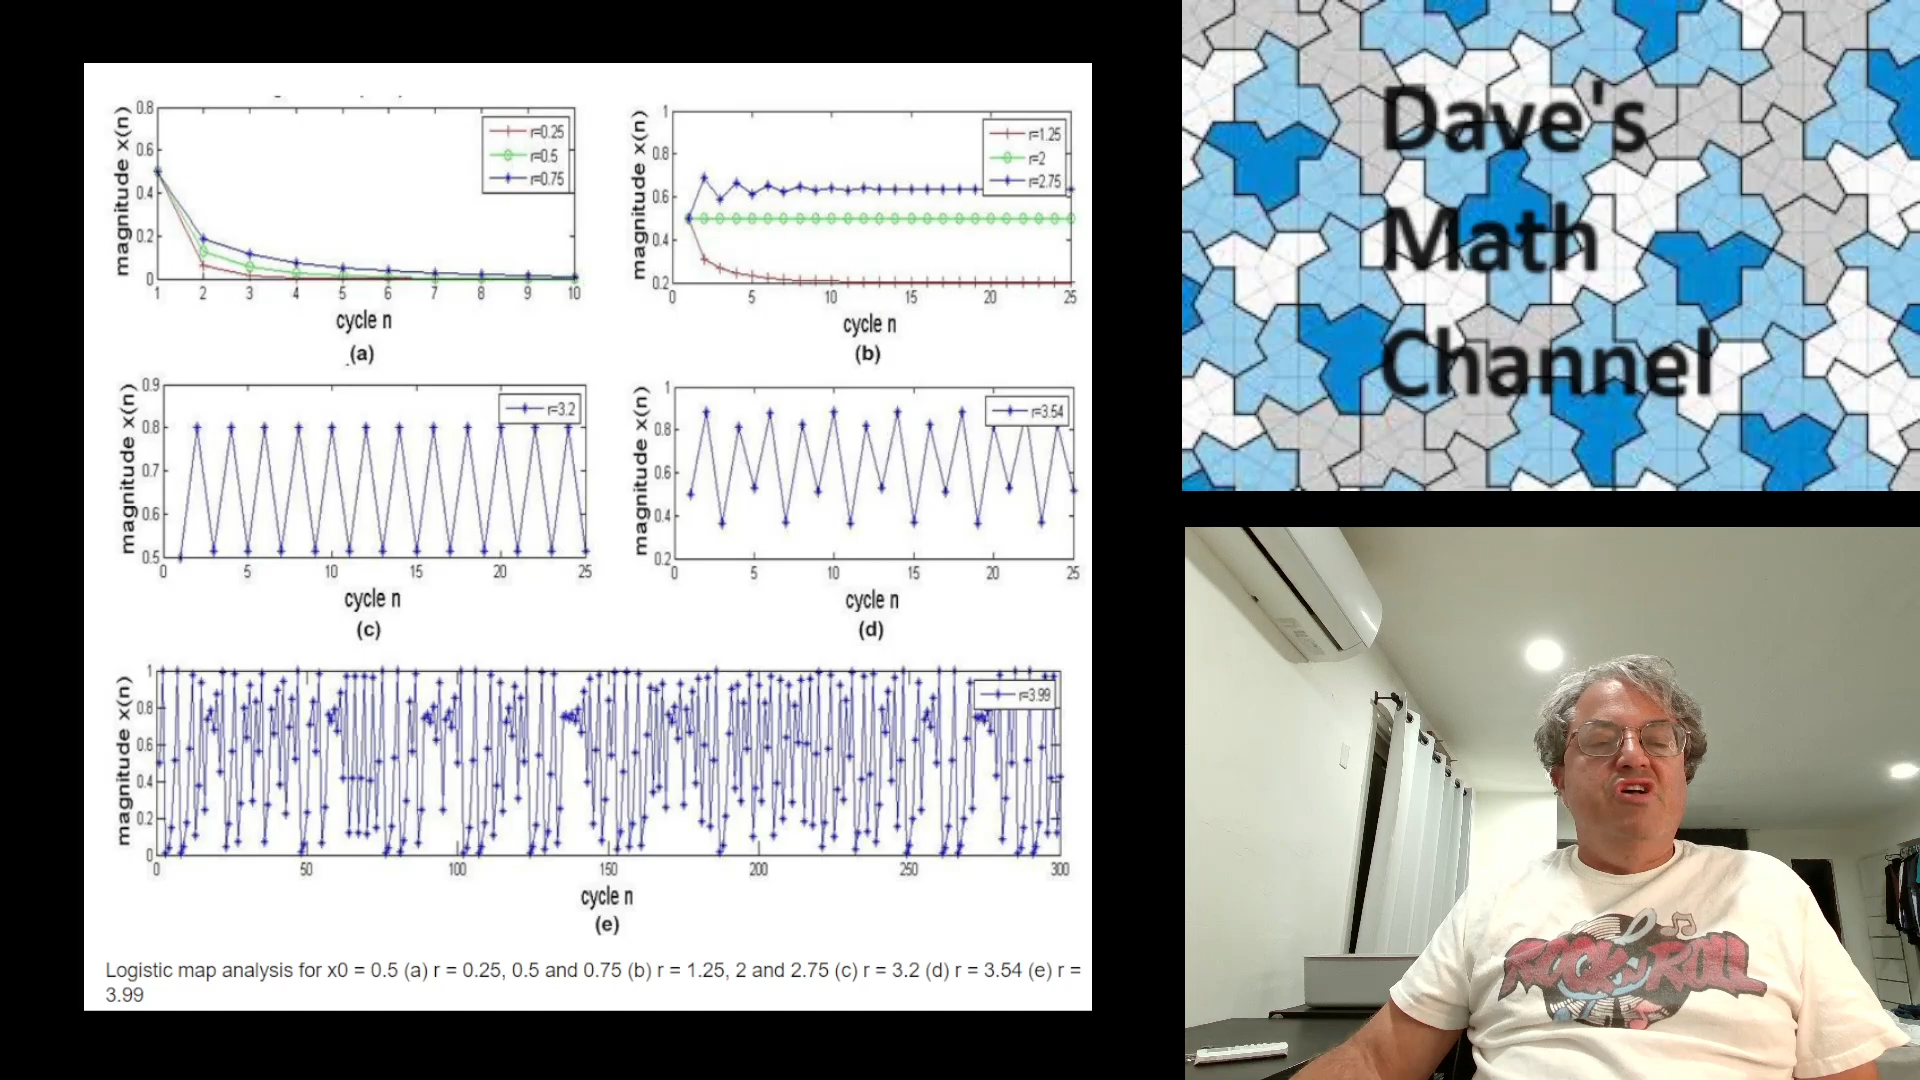 0.8
0.6
0.4
0.2
0
1
2
3
4
5
6
7
8
9
10
magnitude x(n)
cycle n
(a)
r=0.25
r=0.5
r=0.75
1
0.8
0.6
0.4
0.2
0
5
10
15
20
25
magnitude x(n)
cycle n
(b)
r=1.25
r=2
r=2.75
0.9
0.8
0.7
0.6
0.5
0
5
10
15
20
25
magnitude x(n)
cycle n
(c)
r=3.2
1
0.8
0.6
0.4
0.2
0
5
10
15
20
25
magnitude x(n)
cycle n
(d)
r=3.54
1
0.8
0.6
0.4
0.2
0
0
50
100
150
200
250
300
magnitude x(n)
cycle n
(e)
r=3.99
Logistic map analysis for x0 = 0.5 (a) r = 0.25, 0.5 and 0.75 (b) r = 1.25, 2 and 2.75 (c) r = 3.2 (d) r = 3.54 (e) r =
3.99
Dave's
Math
Channel
ROCK N ROLL